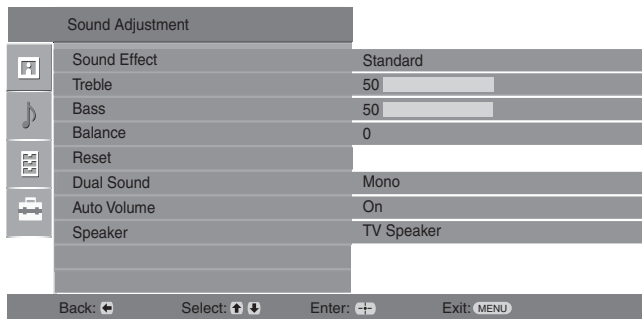 Sound Adjustment
Sound Effect Standard
Treble 50
Bass 50
Balance 0
Reset
Dual Sound Mono
Auto Volume On
Speaker TV Speaker
Back: Select: Enter: Exit: MENU